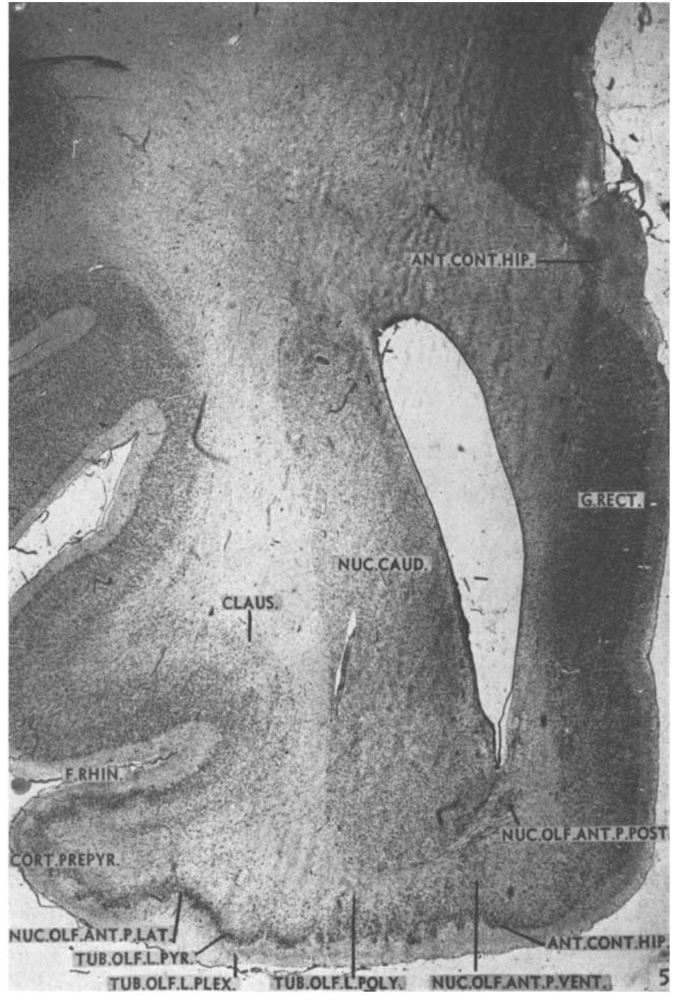 ANT.CONT.HIP.
G.RECT.
NUC.CAUD.
CLAUS.
F.RHIN.
NUC.OLF.ANT.P.POST.
CORT.PREPYR.
NUC.OLF.ANT.P.LAT.
ANT.CONT.HIP.
TUB.OLF.L.PYR.
TUB.OLF.L.PLEX.
TUB.OLF.L.POLY.
NUC.OLF.ANT.P.VENT.
5